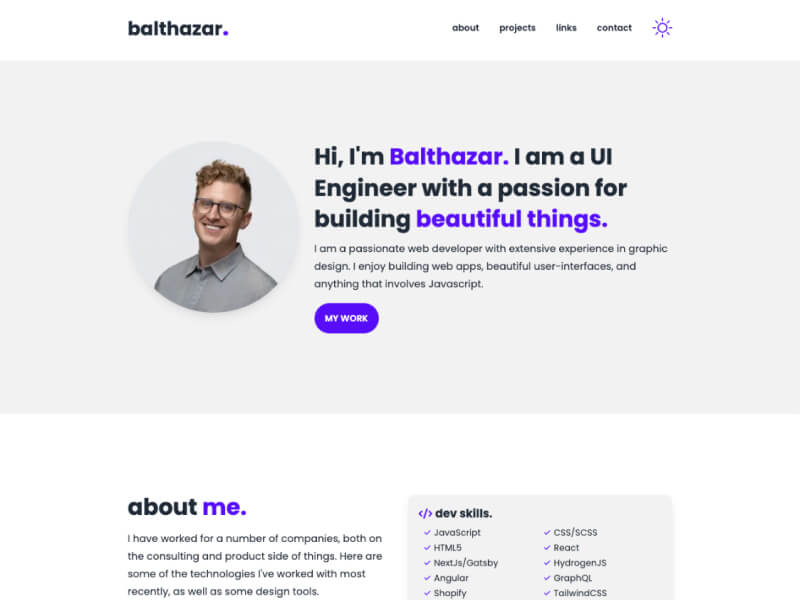 balthazar.
about
projects
links
contact
Hi, I'm Balthazar. I am a UI
Engineer with a passion for
building beautiful things.
I am a passionate web developer with extensive experience in graphic
design. I enjoy building web apps, beautiful user-interfaces, and
anything that involves Javascript.
MY WORK
about me.
I have worked for a number of companies, both on
the consulting and product side of things. Here are
some of the technologies I've worked with most
recently, as well as some design tools.
</> dev skills.
JavaScript
HTML5
NextJs/Gatsby
Angular
Shopify
CSS/SCSS
React
HydrogenJS
GraphQL
TailwindCSS